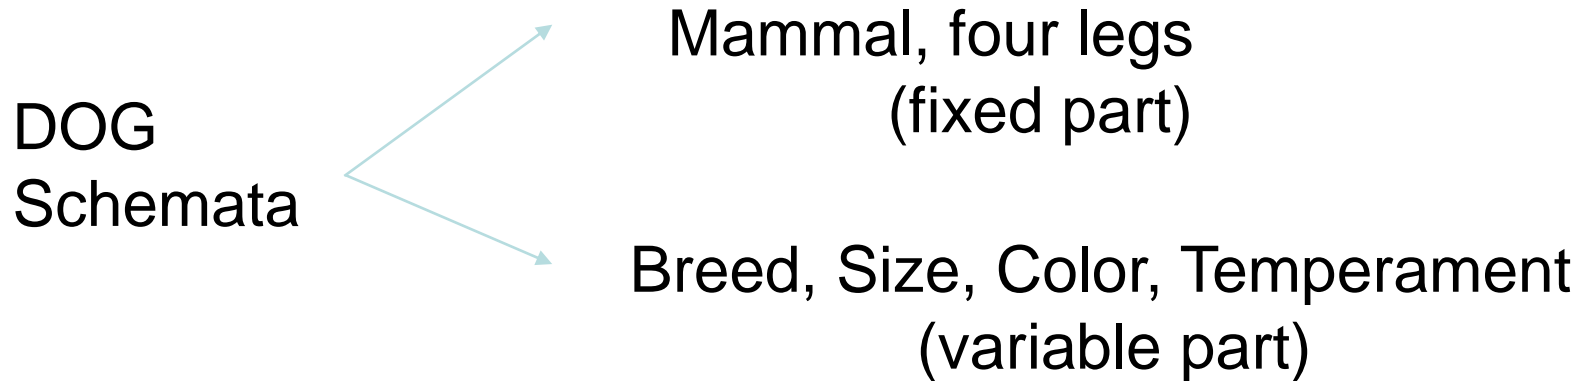 DOG
Schemata
Mammal, four legs
(fixed part)
Breed, Size, Color, Temperament
(variable part)